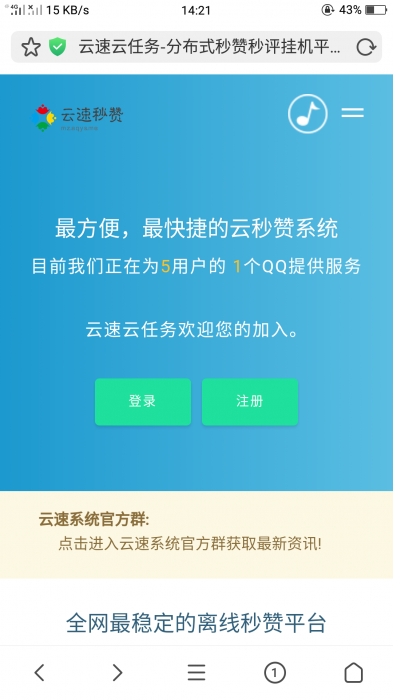 4G 15 KB/s 14:21 43%
云速云任务-分布式秒赞秒评挂机平...
云速秒赞
最方便，最快捷的云秒赞系统
目前我们正在为5用户的 1个QQ提供服务
云速云任务欢迎您的加入。
登录 注册
云速系统官方群:
点击进入云速系统官方群获取最新资讯!
全网最稳定的离线秒赞平台
1